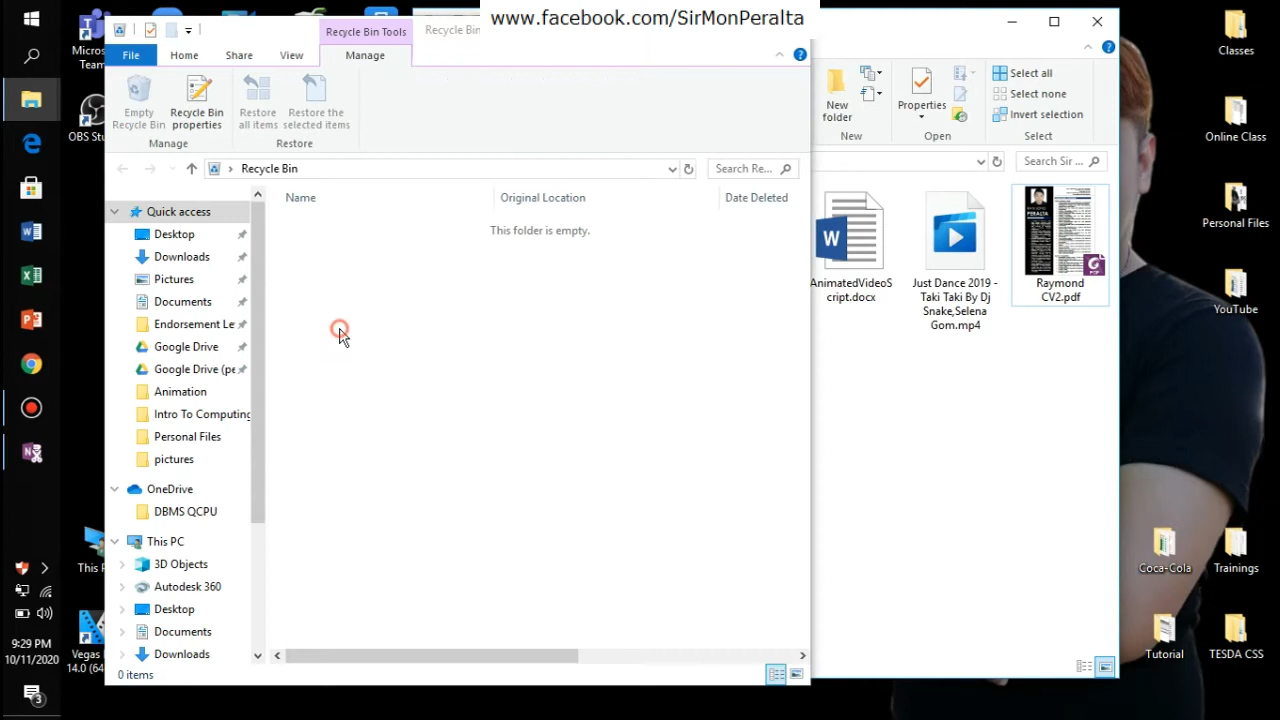 www.facebook.com/SirMonPeralta
Recycle Bin Tools
Recycle Bin
File
Home
Share
View
Manage
Empty
Recycle Bin
Recycle Bin
properties
Restore
all items
Restore the
selected items
Manage
Restore
New
folder
Properties
Select all
Select none
Invert selection
New
Open
Select
Recycle Bin
Search Re...
Search Sir ...
Name
Original Location
Date Deleted
This folder is empty.
Quick access
Desktop
Downloads
Pictures
Documents
Endorsement Le
Google Drive
Google Drive (pe
Animation
Intro To Computing
Personal Files
pictures
OneDrive
DBMS QCPU
This PC
3D Objects
Autodesk 360
Desktop
Documents
Downloads
0 items
AnimatedVideoS
cript.docx
Just Dance 2019 -
Taki Taki By Dj
Snake,Selena
Gom.mp4
PERALTA
PDF
Raymond
CV2.pdf
Micros
Team
OBS Stu
This P
Vegas
14.0 (64
9:29 PM
10/11/2020
3
Classes
Online Class
Personal Files
YouTube
Coca-Cola
Trainings
Tutorial
TESDA CSS